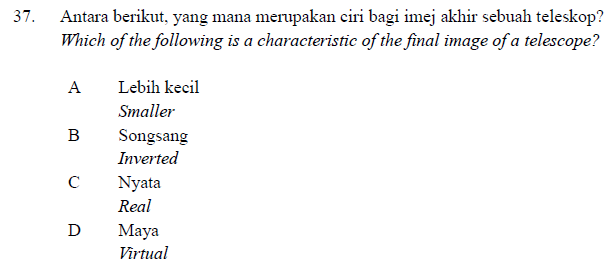 37. Antara berikut, yang mana merupakan ciri bagi imej akhir sebuah teleskop?
Which of the following is a characteristic of the final image of a telescope?
A Lebih kecil
Smaller
B Songsang
Inverted
C Nyata
Real
D Maya
Virtual